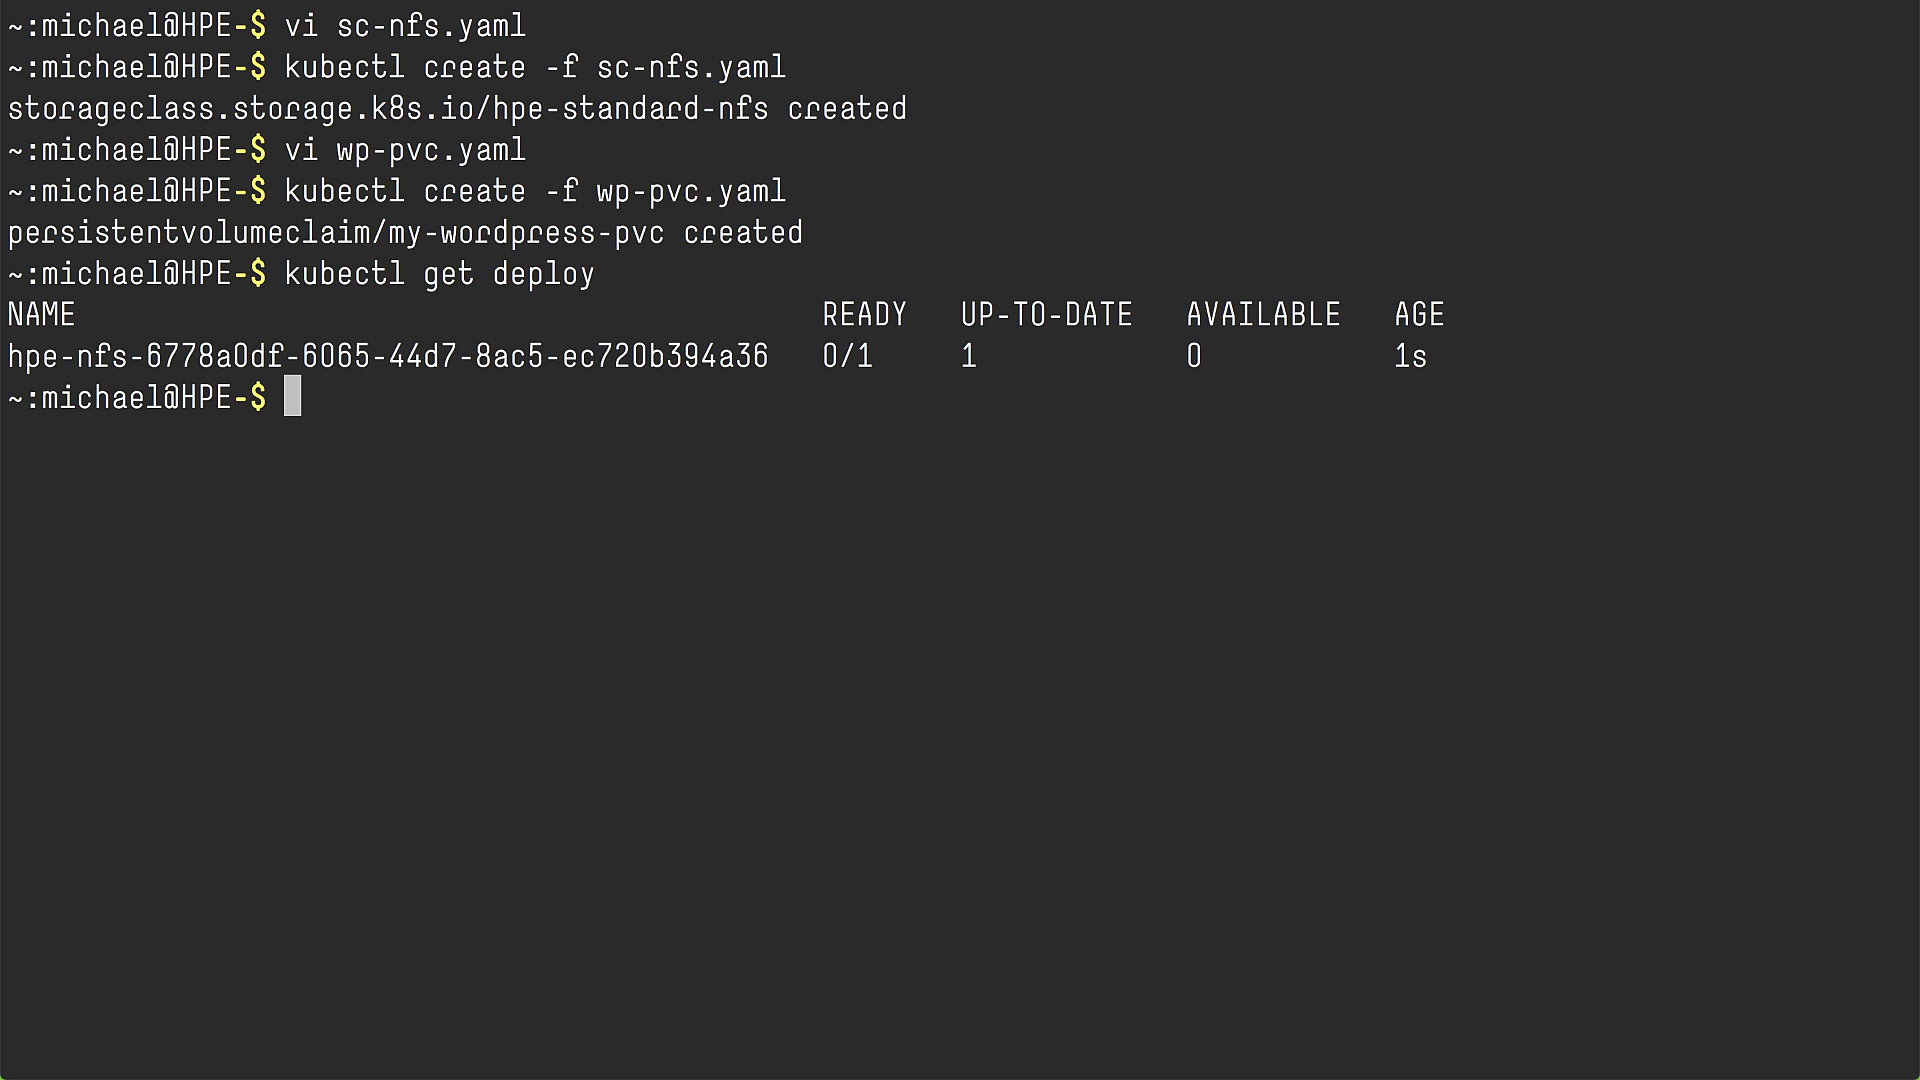 ~:michael@HPE-$ vi sc-nfs.yaml
~:michael@HPE-$ kubectl create -f sc-nfs.yaml
storageclass.storage.k8s.io/hpe-standard-nfs created
~:michael@HPE-$ vi wp-pvc.yaml
~:michael@HPE-$ kubectl create -f wp-pvc.yaml
persistentvolumeclaim/my-wordpress-pvc created
~:michael@HPE-$ kubectl get deploy
NAME                                           READY   UP-TO-DATE   AVAILABLE   AGE
hpe-nfs-6778a0df-6065-44d7-8ac5-ec720b394a36   0/1     1            0           1s
~:michael@HPE-$